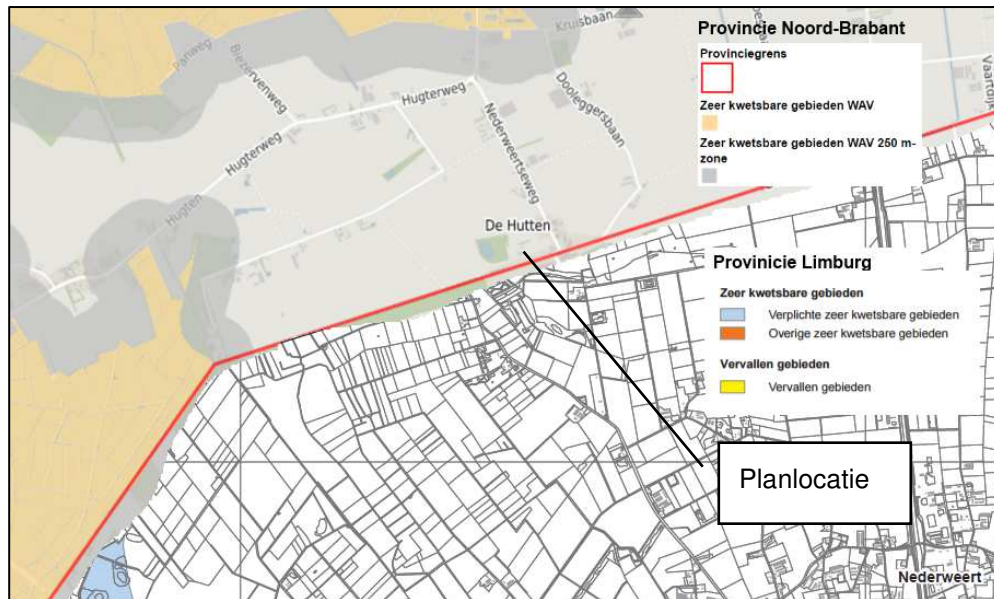 Kruisbaan
Provincie Noord-Brabant
Provinciegrens
Zeer kwetsbare gebieden WAV
Zeer kwetsbare gebieden WAV 250 m-
zone
Panweg
Biezervenweg
Hugterweg
Dooleggersbaan
Vaartdijk
Nederweertseweg
Hugterweg
Hugten
De Hutten
Provinicie Limburg
Zeer kwetsbare gebieden
Verplichte zeer kwetsbare gebieden
Overige zeer kwetsbare gebieden
Vervallen gebieden
Vervallen gebieden
Planlocatie
Nederweert